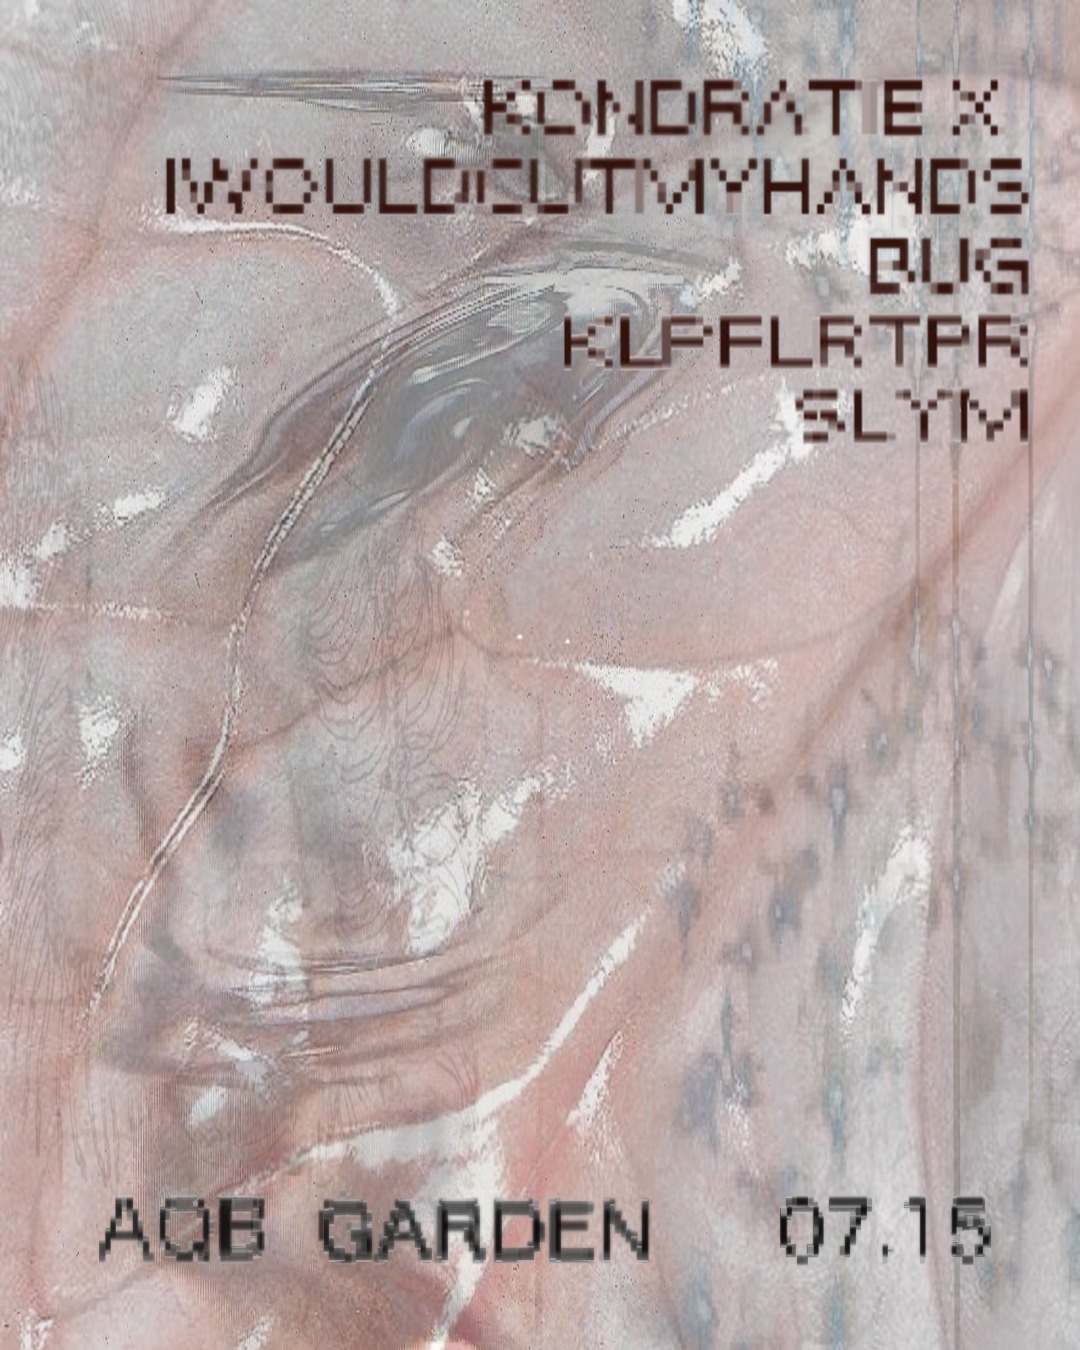 KONDRATIE X
IWOULDCUTMYHANDS
BUG
KLPFLRTPR
SLYM
AQB GARDEN 07.15